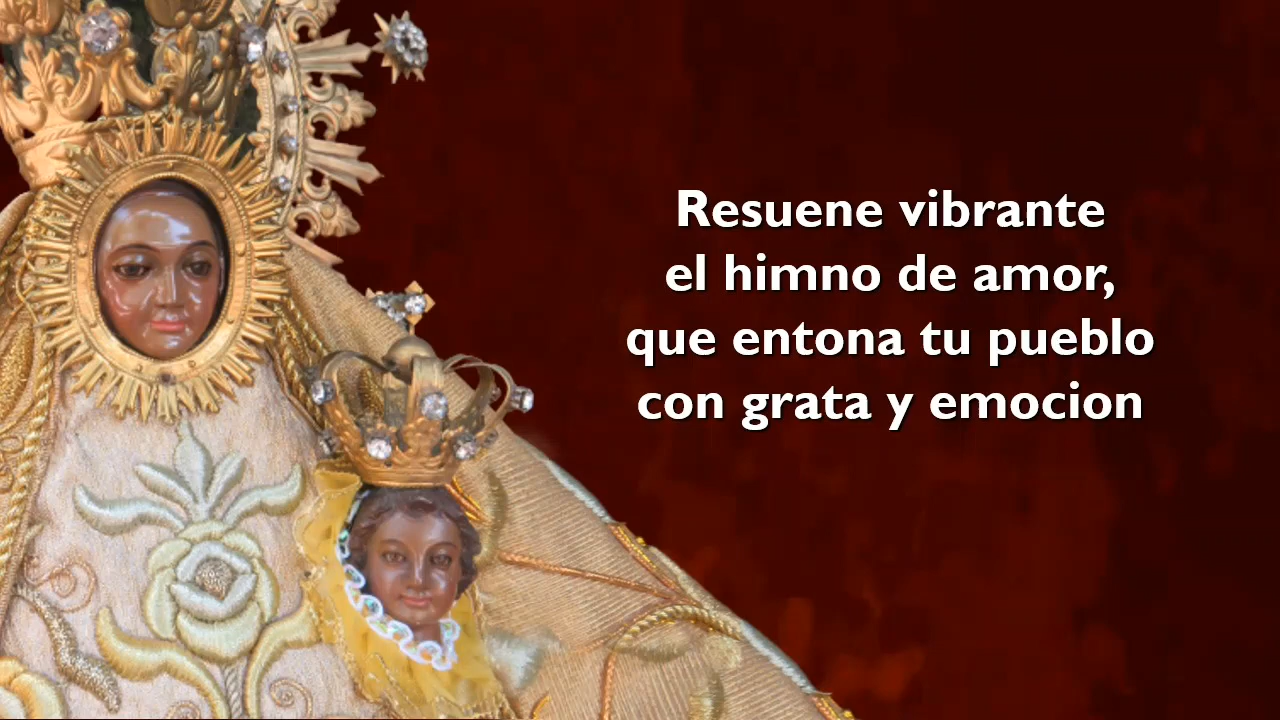 Resuene vibrante
el himno de amor,
que entona tu pueblo
con grata y emocion